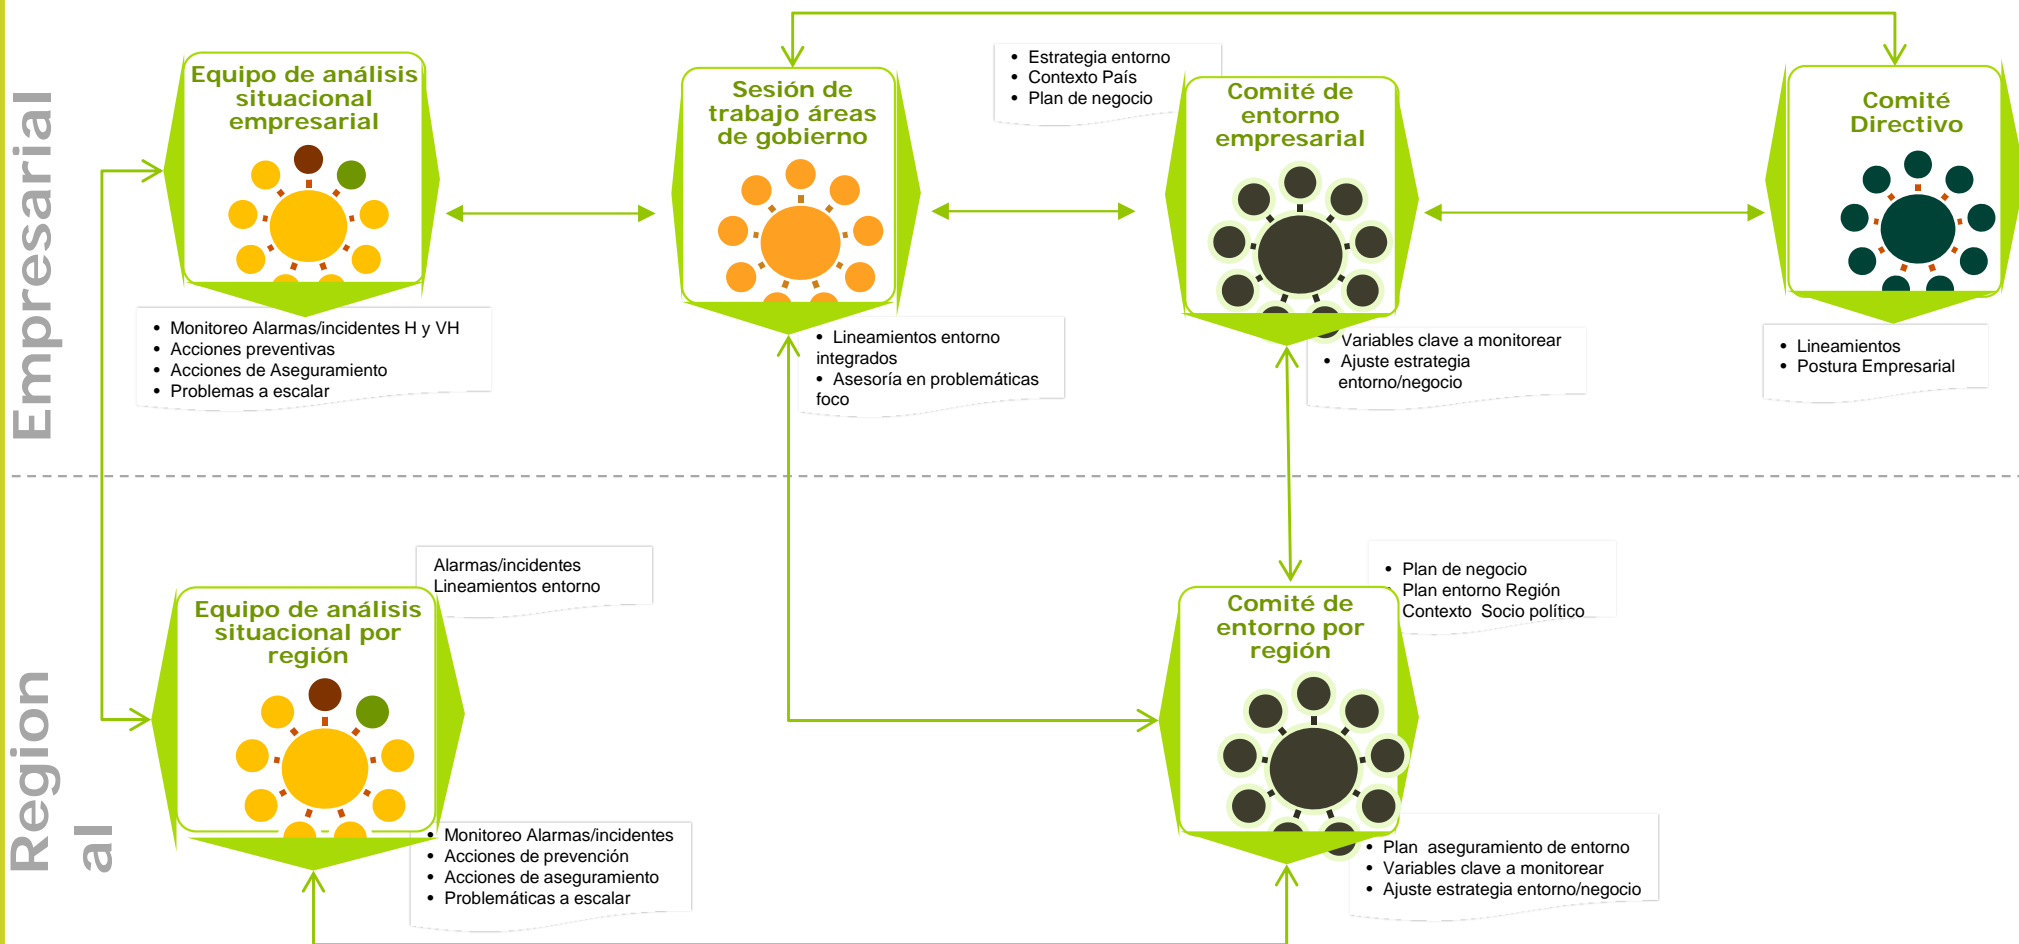 Empresarial
Equipo de análisis
situacional
empresarial
• Monitoreo Alarmas/incidentes H y VH
• Acciones preventivas
• Acciones de Aseguramiento
• Problemas a escalar
Sesión de
trabajo áreas
de gobierno
• Lineamientos entorno
integrados
• Asesoría en problemáticas
foco
• Estrategia entorno
• Contexto País
• Plan de negocio
Comité de
entorno
empresarial
Variables clave a monitorear
• Ajuste estrategia
entorno/negocio
Comité
Directivo
• Lineamientos
• Postura Empresarial
Region
al
Alarmas/incidentes
Lineamientos entorno
Equipo de análisis
situacional por
región
• Monitoreo Alarmas/incidentes
• Acciones de prevención
• Acciones de aseguramiento
• Problemáticas a escalar
• Plan de negocio
Plan entorno Región
Contexto Socio político
Comité de
entorno por
región
• Plan aseguramiento de entorno
• Variables clave a monitorear
• Ajuste estrategia entorno/negocio